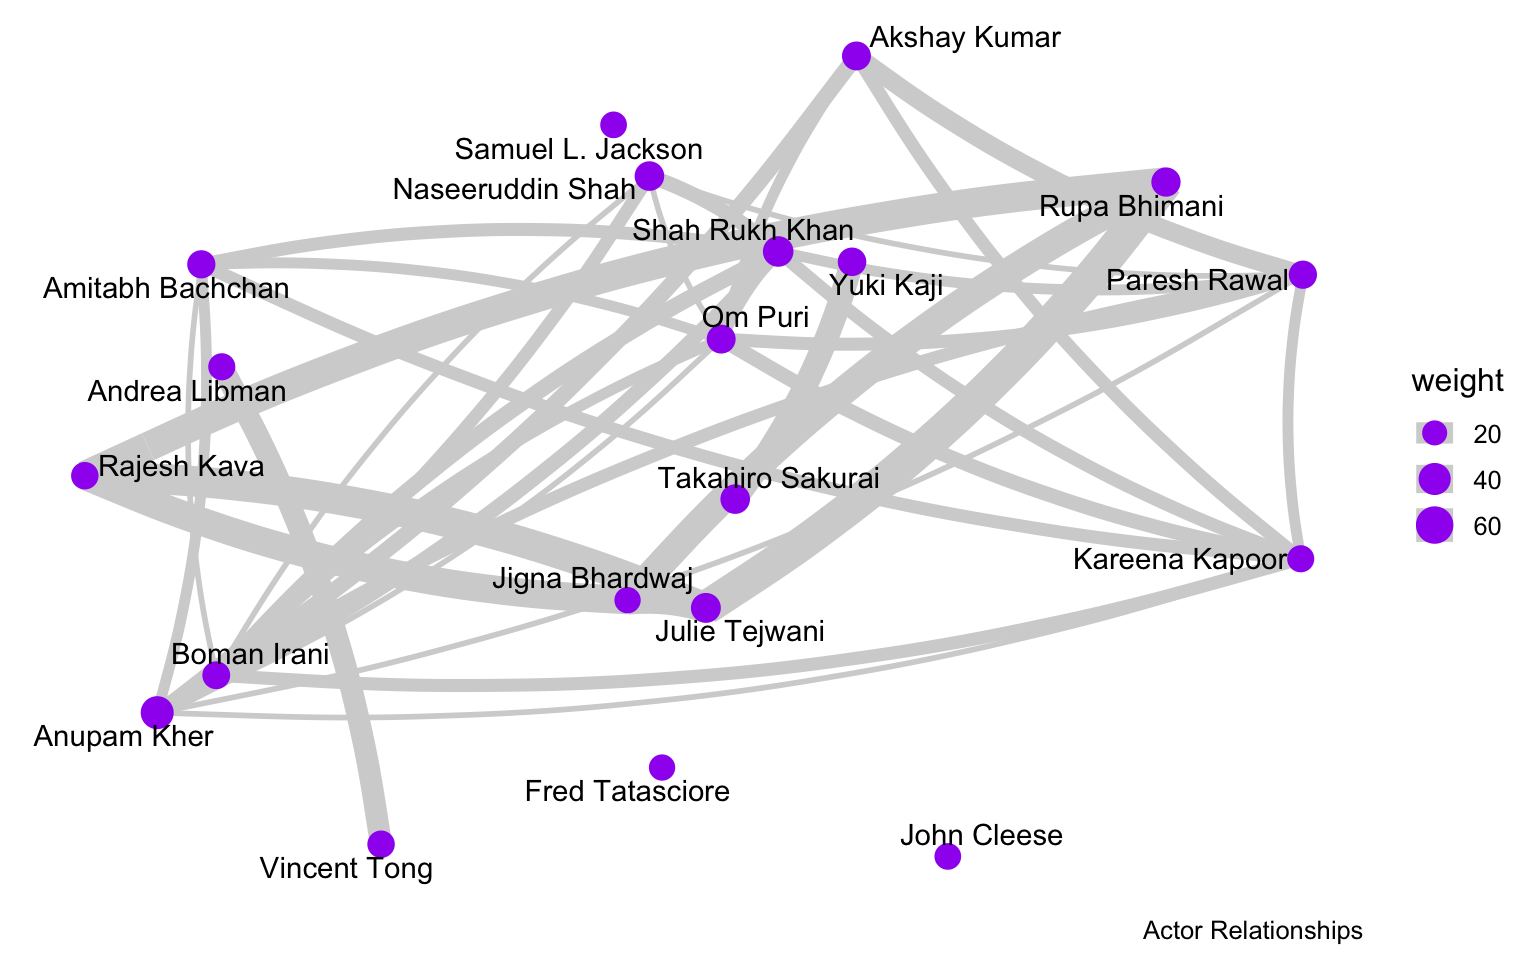 Akshay Kumar
Samuel L. Jackson
Naseeruddin Shah
Rupa Bhimani
Shah Rukh Khan
Amitabh Bachchan
Yuki Kaji
Paresh Rawal
Om Puri
Andrea Libman
weight
20
Rajesh Kava
Takahiro Sakurai
40
60
Kareena Kapoor
Jigna Bhardwaj
Julie Tejwani
Boman Irani
Anupam Kher
Fred Tatasciore
John Cleese
Vincent Tong
Actor Relationships